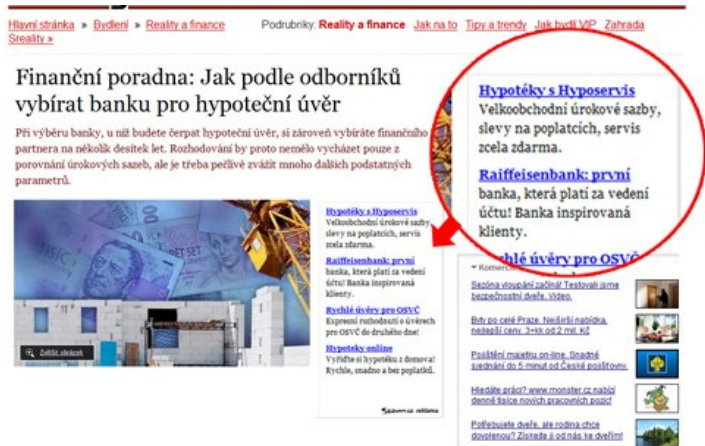 Hlavní stránka » Bydlení » Reality a finance
Podrubriky: Reality a finance Jak na to Tipy a trendy Jak bydlí VIP Zahrada
Sreality »
Finanční poradna: Jak podle odborníků
vybírat banku pro hypoteční úvěr
Při výběru banky, u níž budete čerpat hypoteční úvěr, si zároveň vybíráte finančního
partnera na několik desítek let. Rozhodování by proto nemělo vycházet pouze z
porovnání úrokových sazeb, ale je třeba pečlivě zvážit mnoho dalších podstatných
parametrů.
Zvětšit obrázek
Hypotéky s Hyposervis
Velkoobchodní úrokové sazby,
slevy na poplatcích, servis
zcela zdarma.
Raiffeisenbank: první
banka, která platí za vedení
účtu! Banka inspirovaná
klienty.
Rychlé úvěry pro OSVČ
Expresní rozhodnutí o úvěrech
pro OSVČ do druhého dne!
Hypoteky online
Vyřiďte si hypotéku z domova!
Rychle, snadno a bez poplatků.
reklama
Hypotéky s Hyposervis
Velkoobchodní úrokové sazby,
slevy na poplatcích, servis
zcela zdarma.
Raiffeisenbank: první
banka, která platí za vedení
účtu! Banka inspirovaná
klienty.
Rychlé úvěry pro OSVČ
Sezóna vloupání začíná! Testovali jsme
bezpečnostní dveře. Video.
Byty po celé Praze. Nejširší nabídka,
nejlepší ceny. 3+kk od 2 mil. Kč
Pojištění majetku on-line. Snadné
sjednání do 5 minut od České pojišťovny.
Hledáte práci? www.monster.cz nabízí
denně tisíce nových pracovních pozic!
Potřebujete dveře, ale rodina chce
dovolenou? Získejte ji od nás ke dveřím!